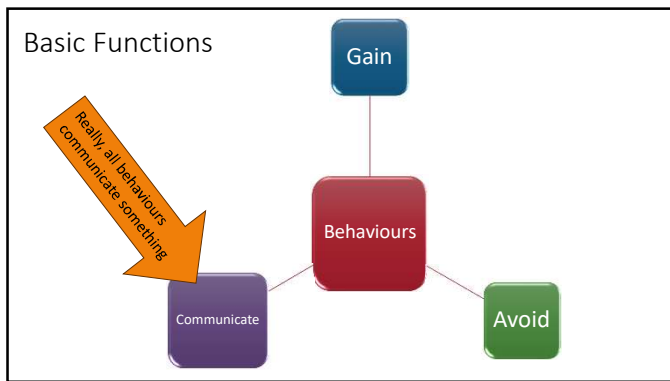 Basic Functions
Gain
Really, all behaviours
communicate something
Behaviours
Communicate
Avoid